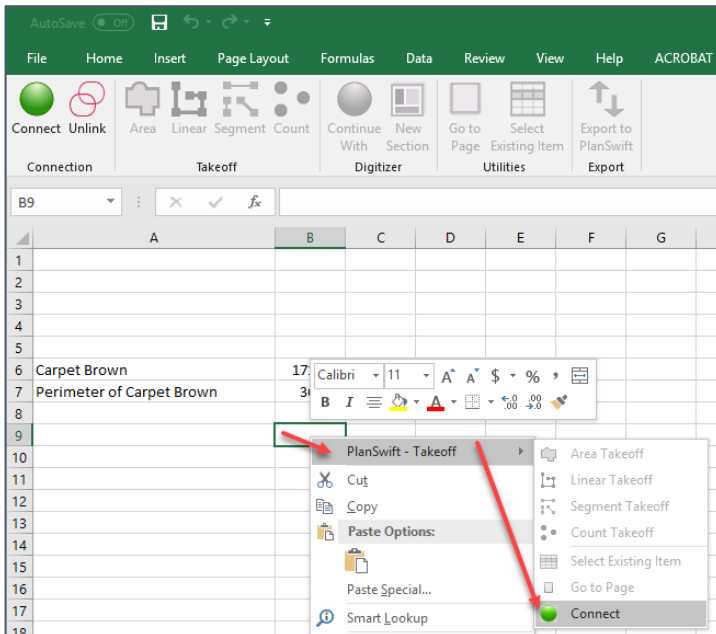 AutoSave Off
File Home Insert Page Layout Formulas Data Review View Help ACROBAT
Connect Unlink Area Linear Segment Count Continue With New Section Go to Page Select Existing Item Export to PlanSwift
Connection Takeoff Digitizer Utilities Export
B9 fx
A B C D E F G
1
2
3
4
5
6 Carpet Brown
7 Perimeter of Carpet Brown
Calibri 11 A A $ % ,
B I A .00 .00
8
9
10
11
12
13
14
15
16
17
18
PlanSwift - Takeoff
Cut
Copy
Paste Options:
Paste Special...
Smart Lookup
Area Takeoff
Linear Takeoff
Segment Takeoff
Count Takeoff
Select Existing Item
Go to Page
Connect